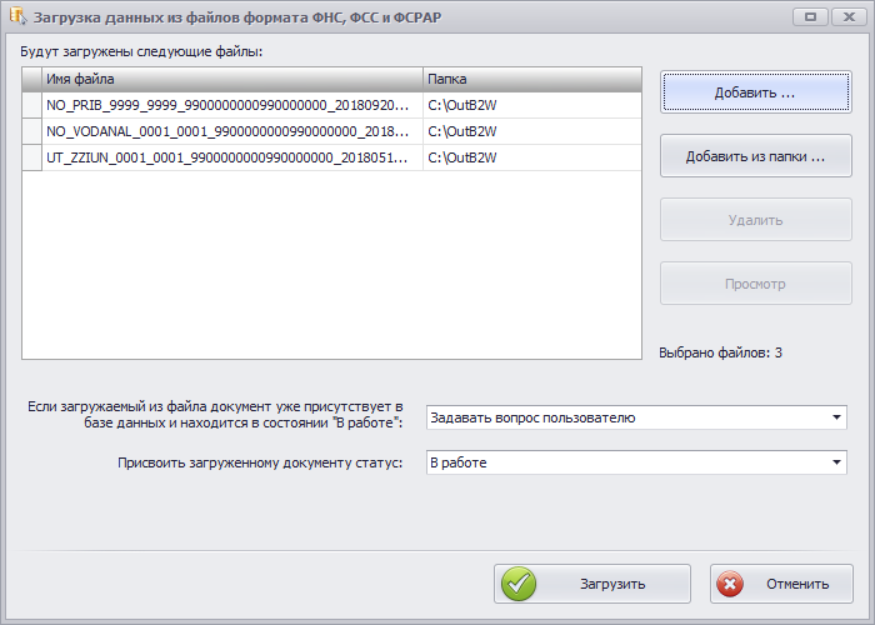 Загрузка данных из файлов формата ФНС, ФСС и ФСРАР
Будут загружены следующие файлы:
Имя файла Папка
NO_PRIB_9999_9999_9900000000990000000_20180920... C:\OutB2W
NO_VODANAL_0001_0001_9900000000990000000_2018... C:\OutB2W
UT_ZZIUN_0001_0001_9900000000990000000_2018051... C:\OutB2W
Добавить ...
Добавить из папки ...
Удалить
Просмотр
Выбрано файлов: 3
Если загружаемый из файла документ уже присутствует в
базе данных и находится в состоянии "В работе":
Задавать вопрос пользователю
Присвоить загруженному документу статус:
В работе
Загрузить
Отменить